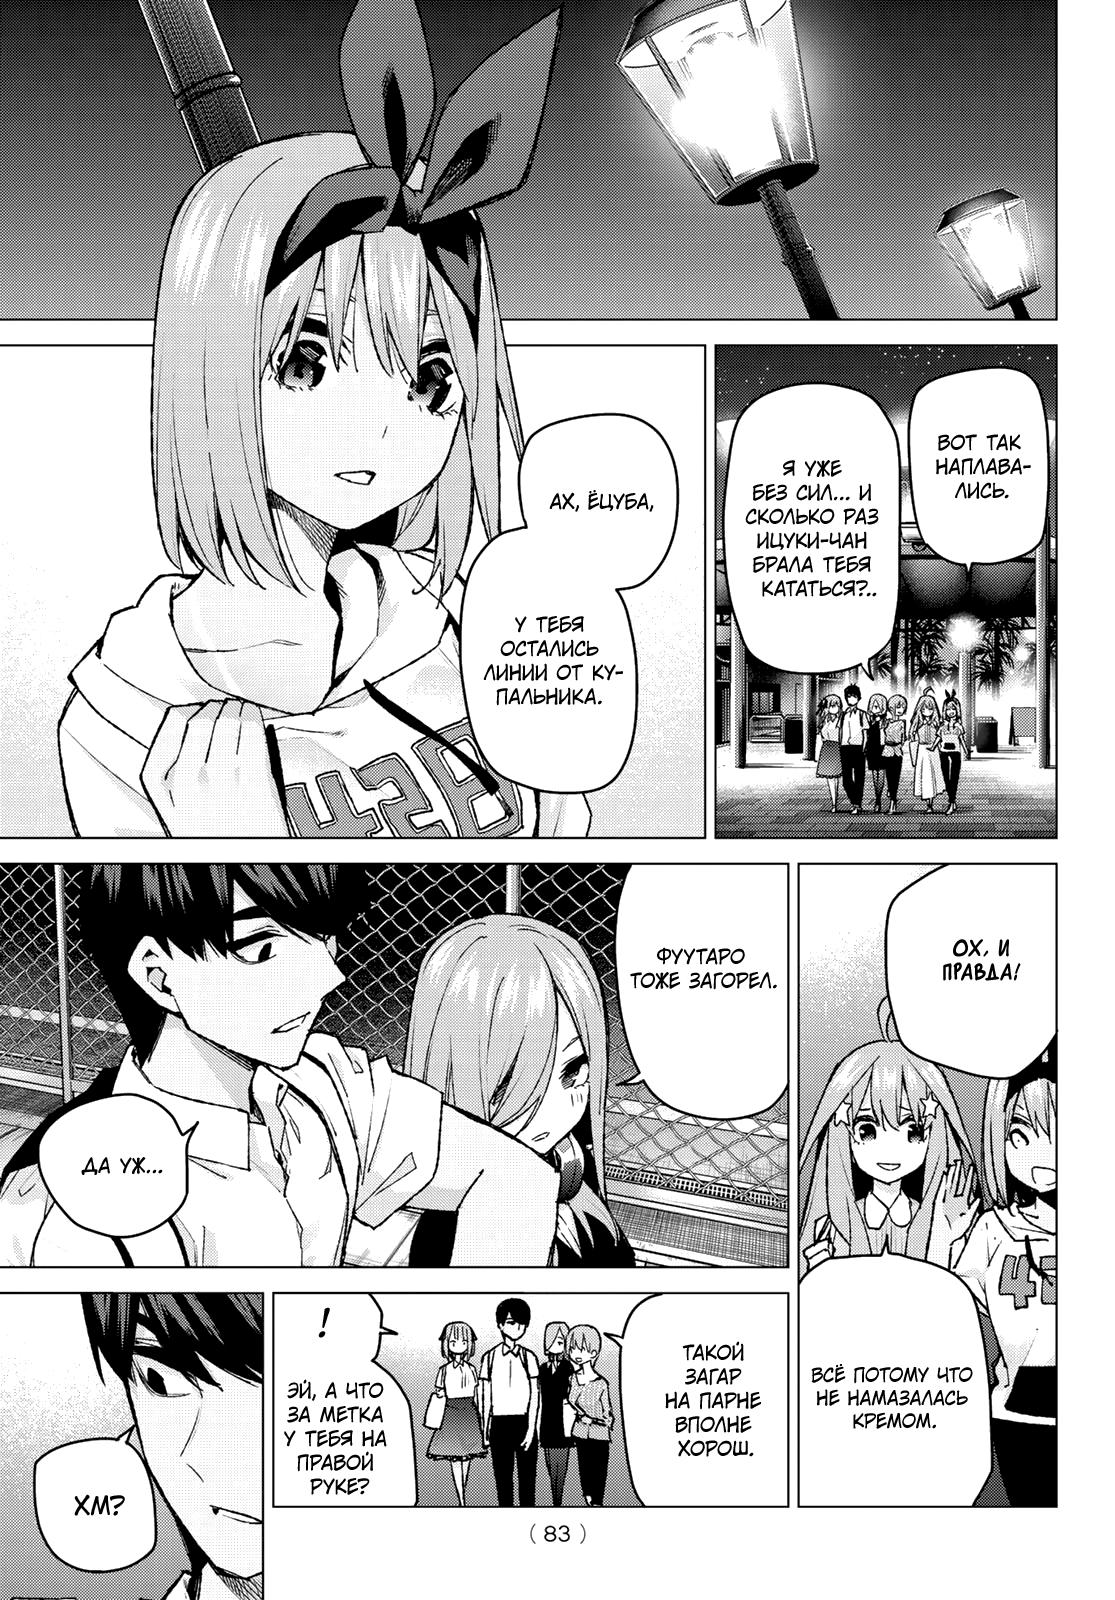 ВОТ ТАК
НАПЛАВА-
ЛИСЬ.
Я УЖЕ
БЕЗ СИЛ... И
СКОЛЬКО РАЗ
ИЦУКИ-ЧАН
БРАЛА ТЕБЯ
КАТАТЬСЯ?..
АХ, ЁЦУБА,
У ТЕБЯ
ОСТАЛИСЬ
ЛИНИИ ОТ КУ-
ПАЛЬНИКА.
428
ОХ, И
ПРАВДА!
42
ВСЁ ПОТОМУ ЧТО
НЕ НАМАЗАЛАСЬ
КРЕМОМ.
ФУУТАРО
ТОЖЕ ЗАГОРЕЛ.
ДА УЖ...
ТАКОЙ
ЗАГАР
НА ПАРНЕ
ВПОЛНЕ
ХОРОШ.
!
ЭЙ, А ЧТО
ЗА МЕТКА
У ТЕБЯ НА
ПРАВОЙ
РУКЕ?
ХМ?
( 83 )